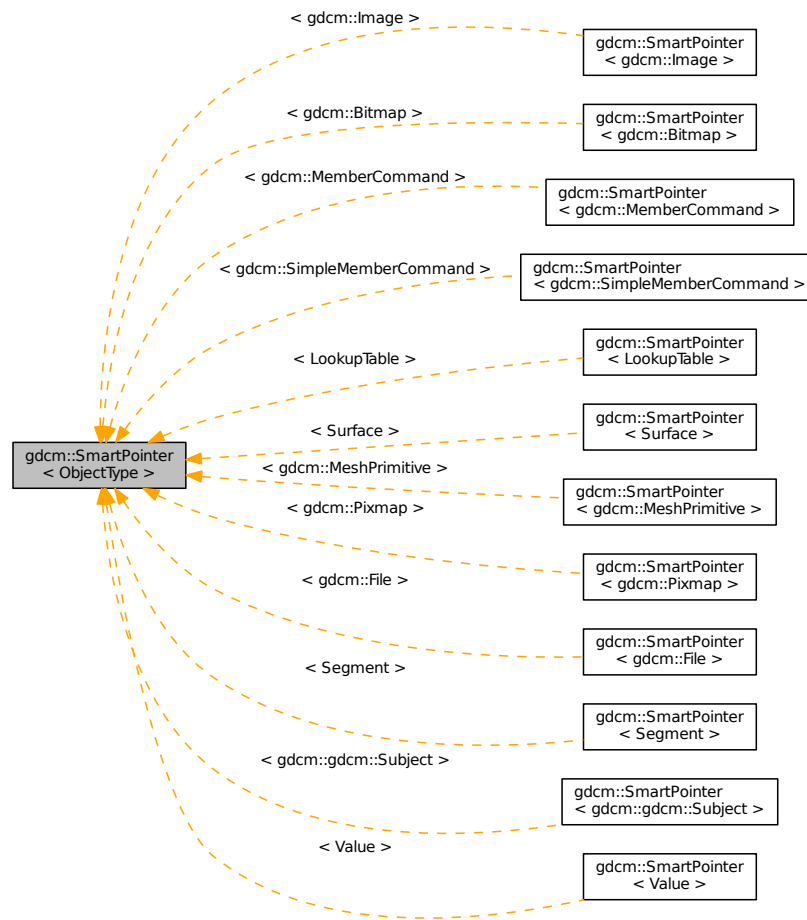 < gdcm::Image >
gdcm::SmartPointer
< gdcm::Image >
< gdcm::Bitmap >
gdcm::SmartPointer
< gdcm::Bitmap >
< gdcm::MemberCommand >
gdcm::SmartPointer
< gdcm::MemberCommand >
< gdcm::SimpleMemberCommand >
gdcm::SmartPointer
< gdcm::SimpleMemberCommand >
< LookupTable >
gdcm::SmartPointer
< LookupTable >
< Surface >
gdcm::SmartPointer
< Surface >
gdcm::SmartPointer
< ObjectType >
< gdcm::MeshPrimitive >
gdcm::SmartPointer
< gdcm::MeshPrimitive >
< gdcm::Pixmap >
gdcm::SmartPointer
< gdcm::Pixmap >
< gdcm::File >
gdcm::SmartPointer
< gdcm::File >
< Segment >
gdcm::SmartPointer
< Segment >
< gdcm::gdcm::Subject >
gdcm::SmartPointer
< gdcm::gdcm::Subject >
< Value >
gdcm::SmartPointer
< Value >